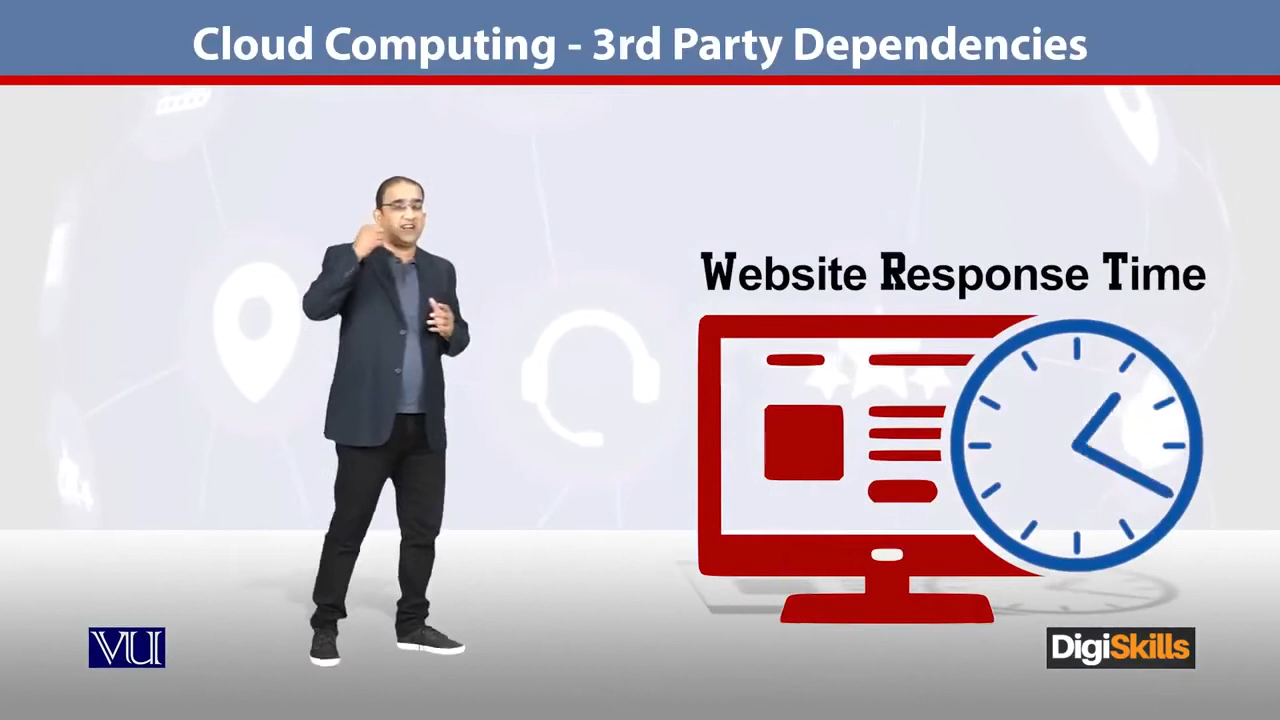 Cloud Computing - 3rd Party Dependencies
Website Response Time
VU
DigiSkills